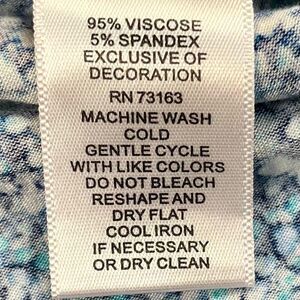 95% VISCOSE
5% SPANDEX
EXCLUSIVE OF
DECORATION
RN 73163
MACHINE WASH
COLD
GENTLE CYCLE
WITH LIKE COLORS
DO NOT BLEACH
RESHAPE AND
DRY FLAT
COOL IRON
IF NECESSARY
OR DRY CLEAN